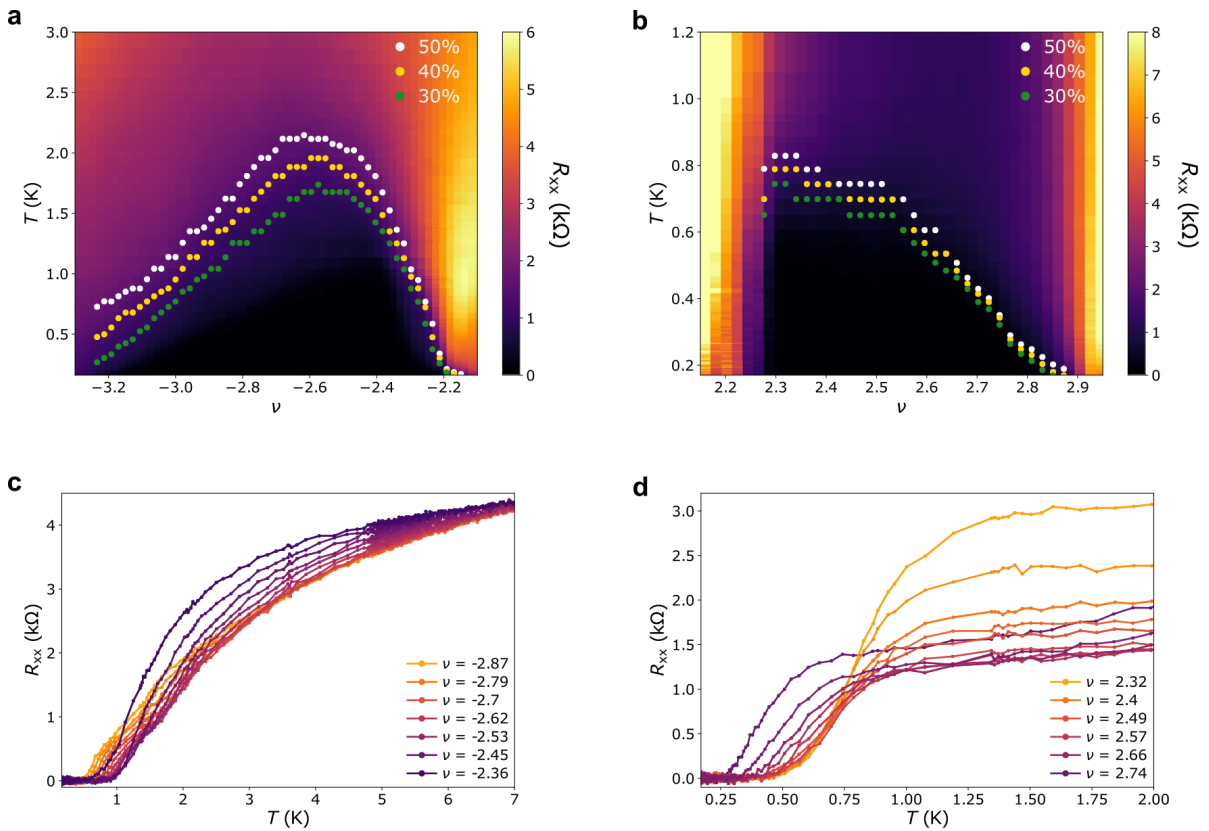 a
3.0
2.5
2.0
1.5
1.0
0.5
T (K)
−3.2
−3.0
−2.8
−2.6
−2.4
−2.2
ν
50%
40%
30%
6
5
4
3
2
1
0
Rxx (kΩ)
b
1.2
1.0
0.8
0.6
0.4
0.2
T (K)
2.2
2.3
2.4
2.5
2.6
2.7
2.8
2.9
ν
50%
40%
30%
8
7
6
5
4
3
2
1
0
Rxx (kΩ)
c
4
3
2
1
0
Rxx (kΩ)
1
2
3
4
5
6
7
T (K)
ν = -2.87
ν = -2.79
ν = -2.7
ν = -2.62
ν = -2.53
ν = -2.45
ν = -2.36
d
3.0
2.5
2.0
1.5
1.0
0.5
0.0
Rxx (kΩ)
0.25
0.50
0.75
1.00
1.25
1.50
1.75
2.00
T (K)
ν = 2.32
ν = 2.4
ν = 2.49
ν = 2.57
ν = 2.66
ν = 2.74